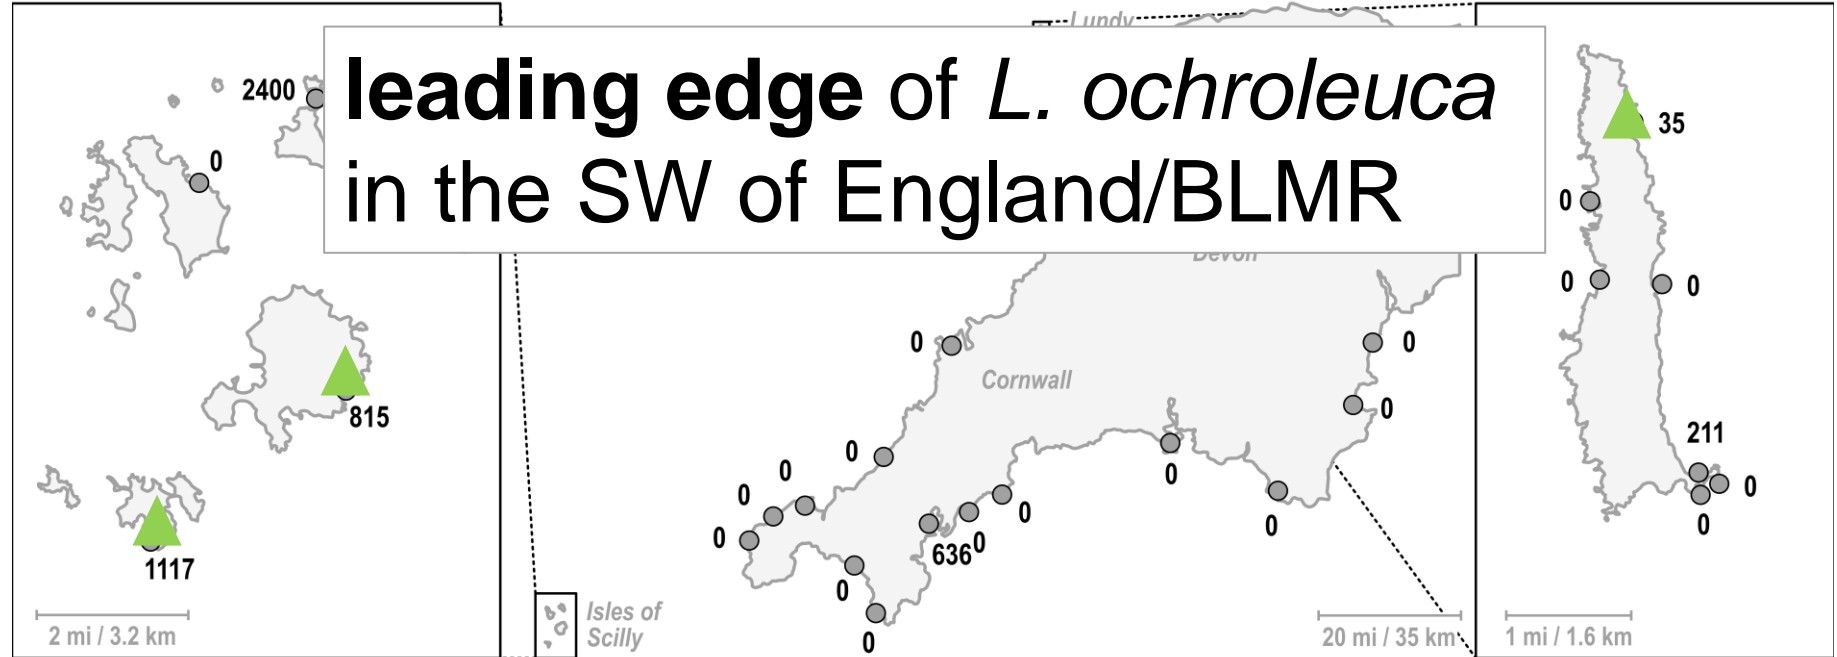 Lundy
leading edge of L. ochroleuca
in the SW of England/BLMR
2400
0
815
1117
2 mi / 3.2 km
Devon
Cornwall
0
0
0
0
0
0
0
636
0
0
0
0
0
0
Isles of
Scilly
20 mi / 35 km
35
0
0
0
211
0
0
1 mi / 1.6 km